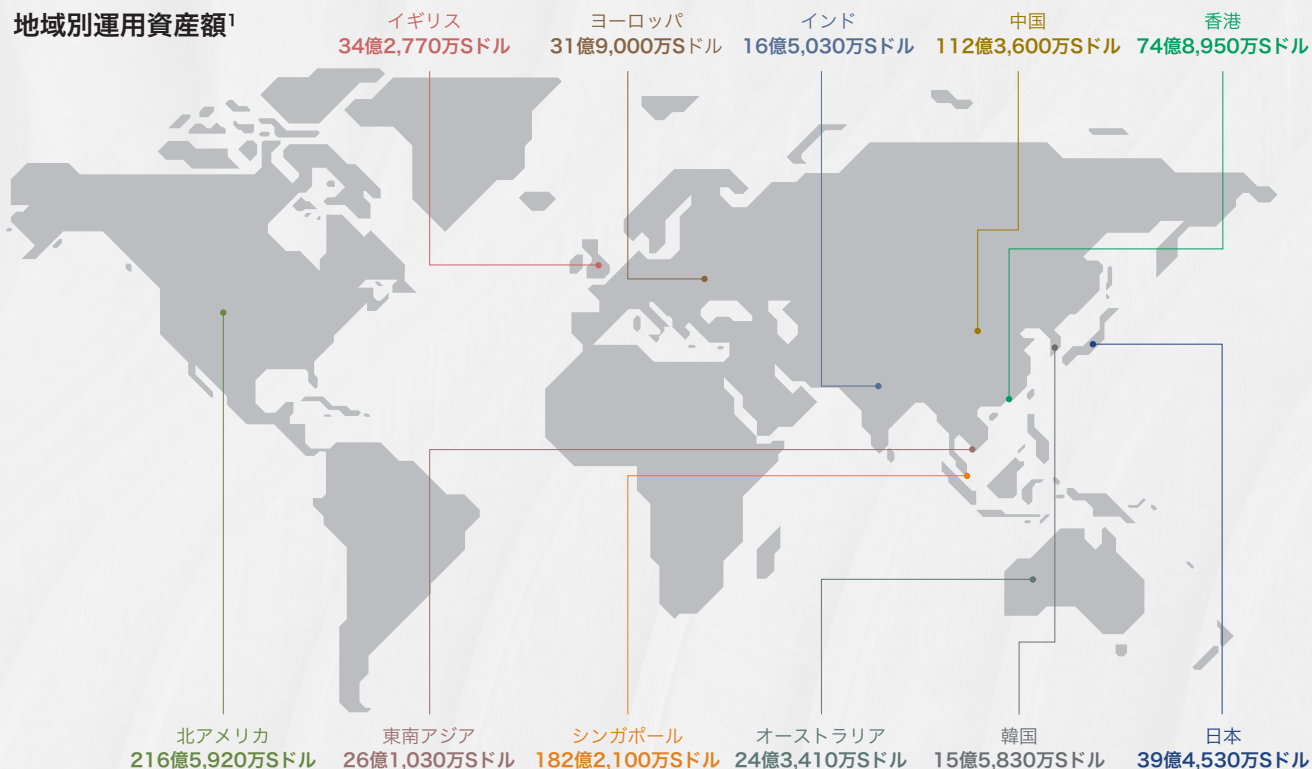 地域別運用資産額¹
イギリス
34億2,770万Sドル
ヨーロッパ
31億9,000万Sドル
インド
16億5,030万Sドル
中国
112億3,600万Sドル
香港
74億8,950万Sドル
北アメリカ
216億5,920万Sドル
東南アジア
26億1,030万Sドル
シンガポール
182億2,100万Sドル
オーストラリア
24億3,410万Sドル
韓国
15億5,830万Sドル
日本
39億4,530万Sドル